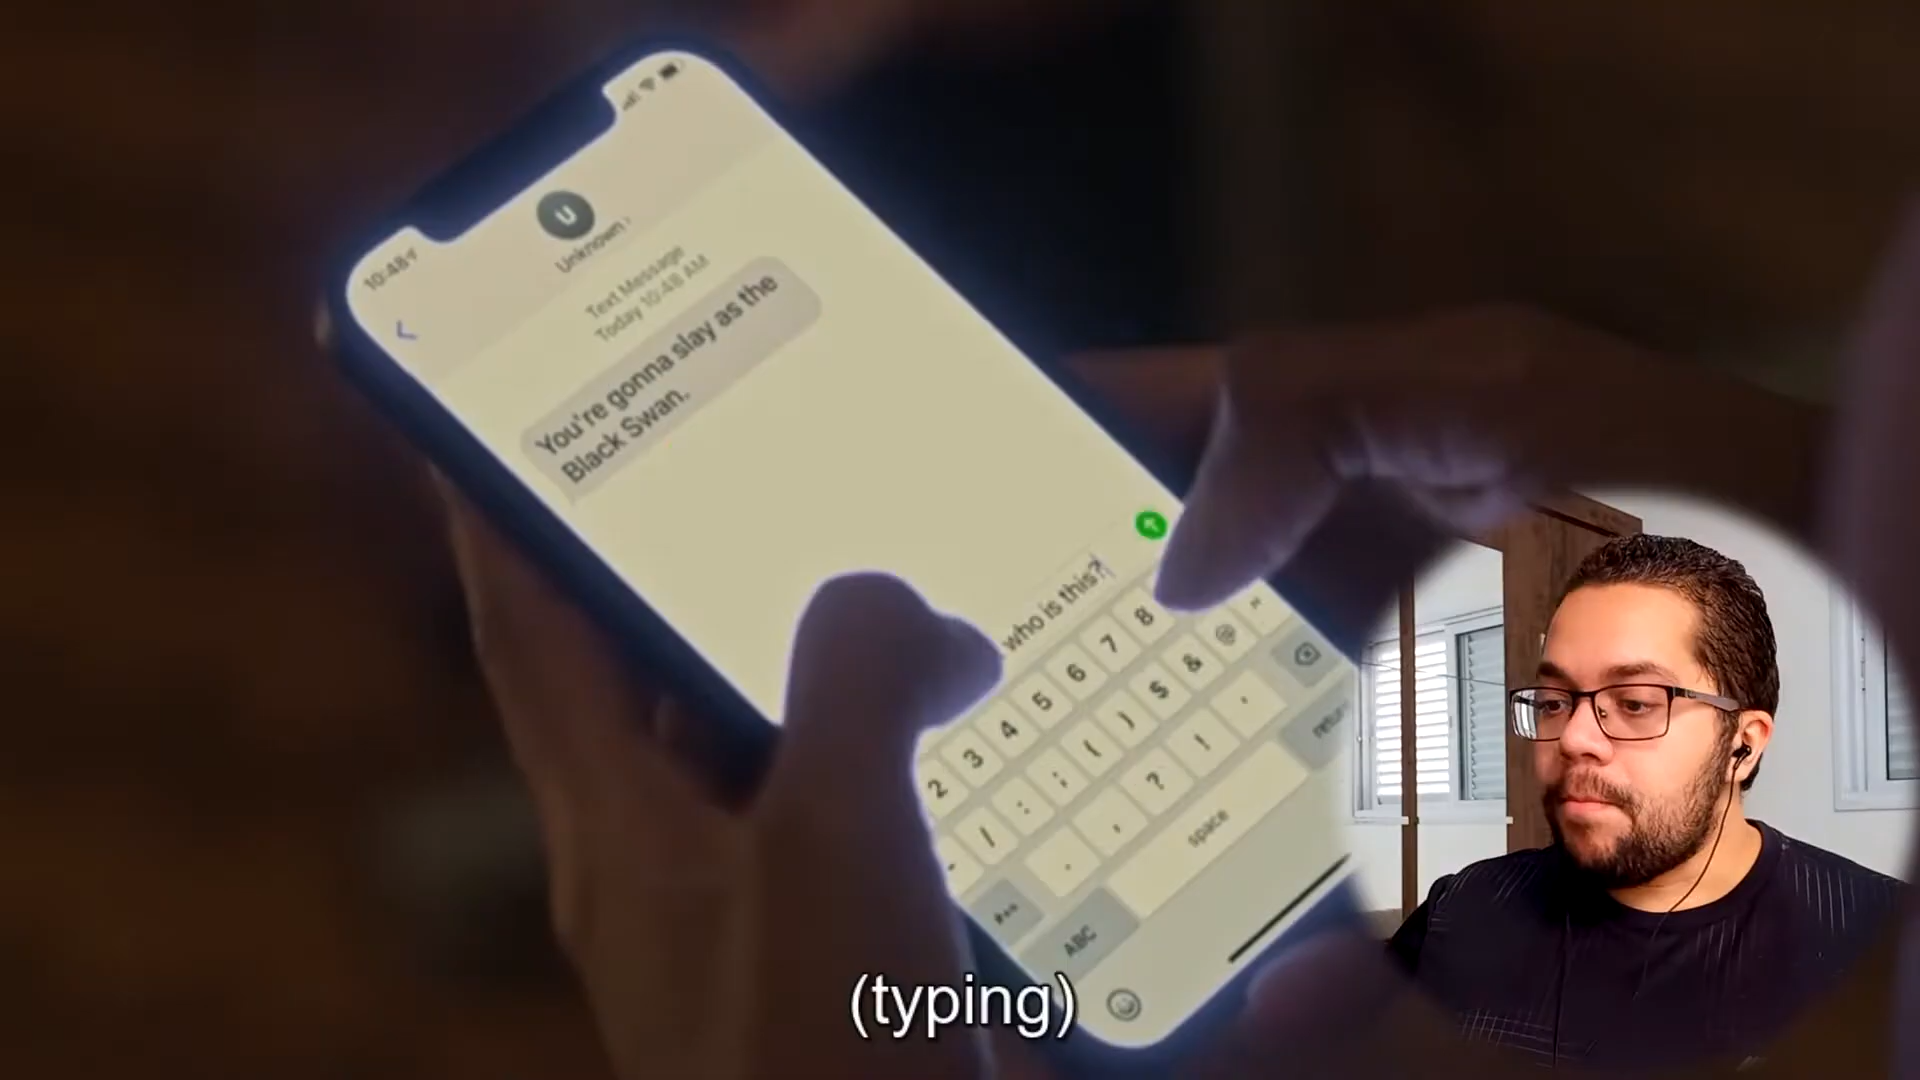 10:48
U
Unknown ›
Text Message
Today 10:48 AM
You're gonna slay as the
Black Swan.
who is this?
2 3 4 5 6 7 8
- / : ; ( ) $ & @
#+= . , ? ! '
ABC space return
(typing)